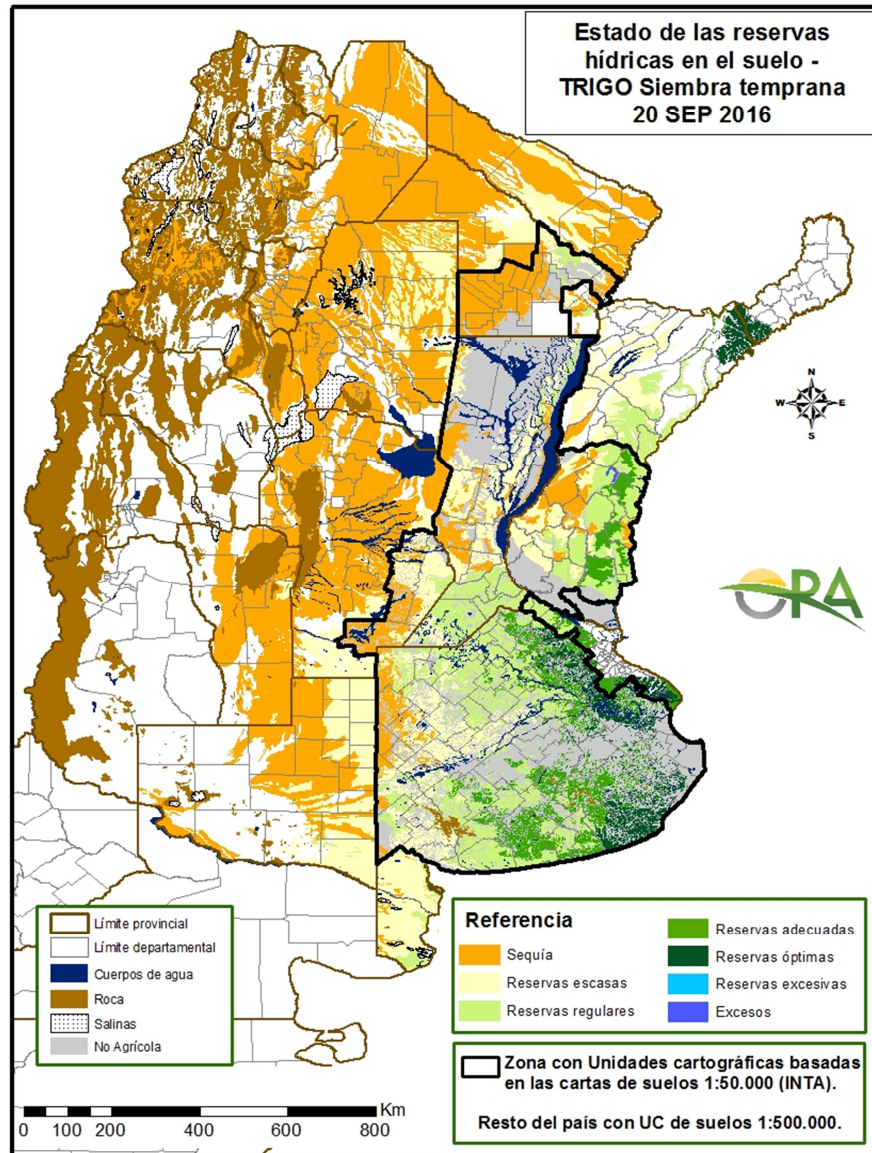 Estado de las reservas
hídricas en el suelo -
TRIGO Siembra temprana
20 SEP 2016
N
W E
S
ORA
Límite provincial
Límite departamental
Cuerpos de agua
Roca
Salinas
No Agrícola
Referencia
Sequía
Reservas escasas
Reservas regulares
Reservas adecuadas
Reservas óptimas
Reservas excesivas
Excesos
Zona con Unidades cartográficas basadas
en las cartas de suelos 1:50.000 (INTA).
Resto del país con UC de suelos 1:500.000.
Km
0 100 200 400 600 800